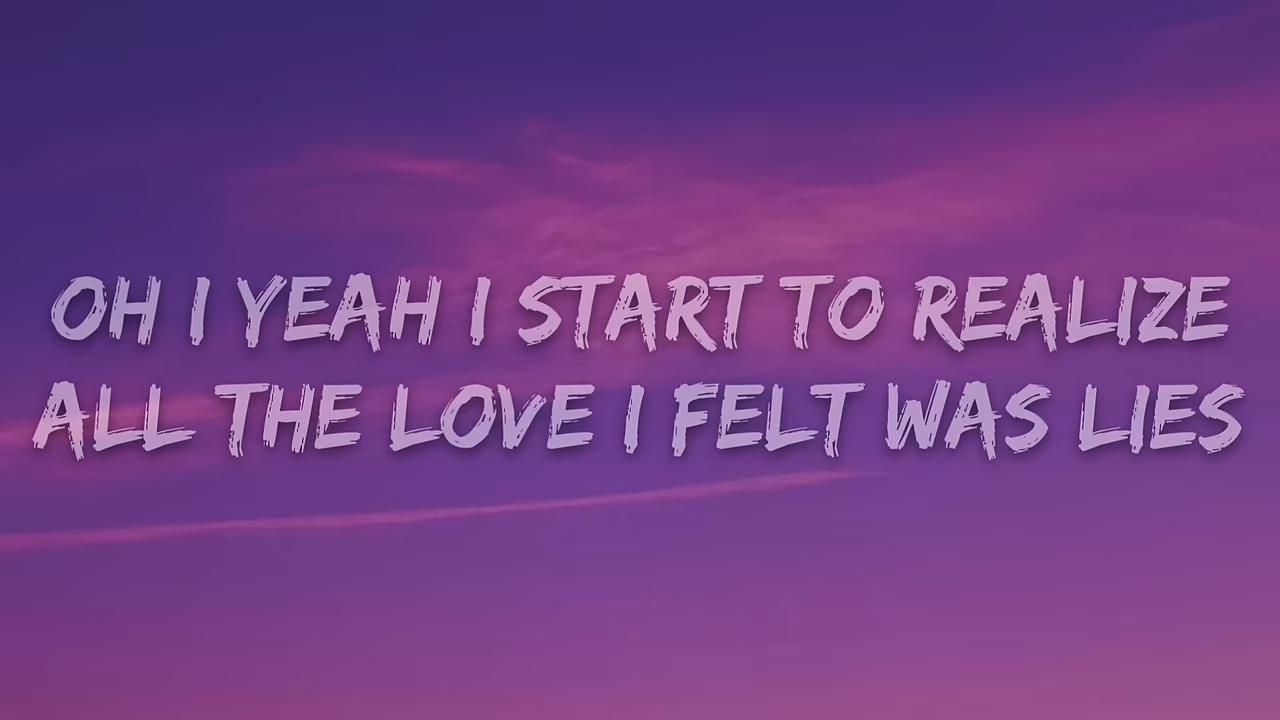 OH I YEAH I START TO REALIZE
ALL THE LOVE I FELT WAS LIES